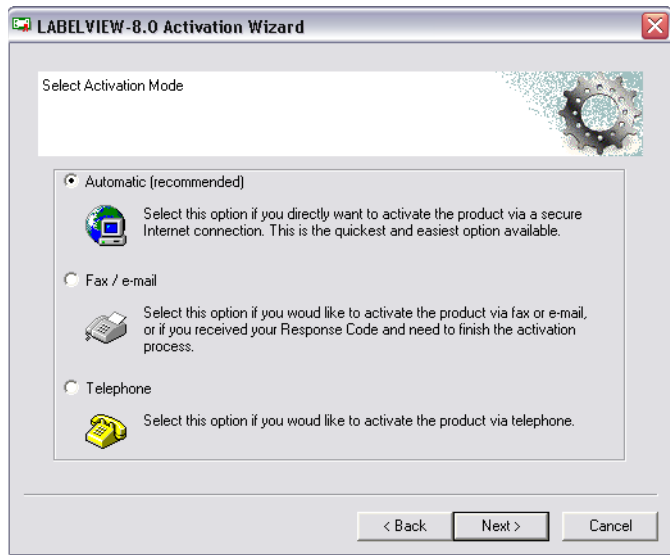 LABELVIEW-8.0 Activation Wizard
Select Activation Mode
Automatic (recommended)
Select this option if you directly want to activate the product via a secure
Internet connection. This is the quickest and easiest option available.
Fax / e-mail
Select this option if you woud like to activate the product via fax or e-mail,
or if you received your Response Code and need to finish the activation
process.
Telephone
Select this option if you woud like to activate the product via telephone.
< Back Next > Cancel